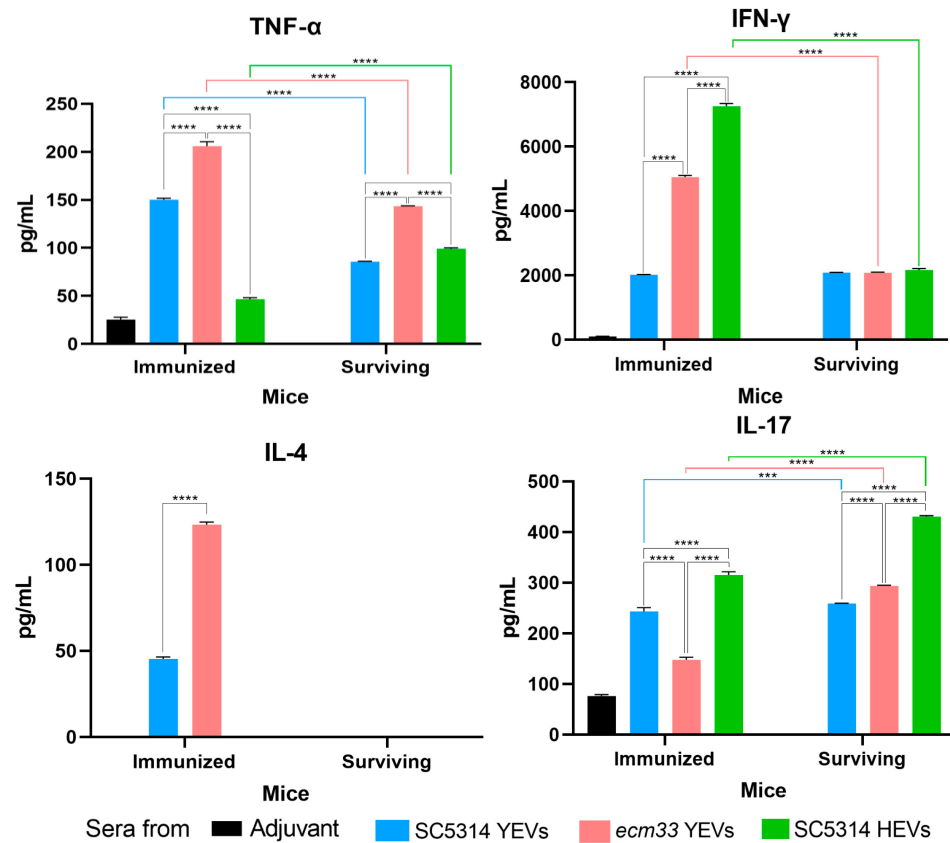 TNF-α
****
****
****
****
****
****
****
****
250
200
150
100
50
0
pg/mL
Immunized
Surviving
Mice
IFN-γ
****
****
****
****
****
8000
6000
4000
2000
0
pg/mL
Immunized
Surviving
Mice
IL-4
****
150
100
50
0
pg/mL
Immunized
Surviving
Mice
IL-17
****
****
***
****
****
****
****
****
****
500
400
300
200
100
0
pg/mL
Immunized
Surviving
Mice
Sera from Adjuvant SC5314 YEVs ecm33 YEVs SC5314 HEVs